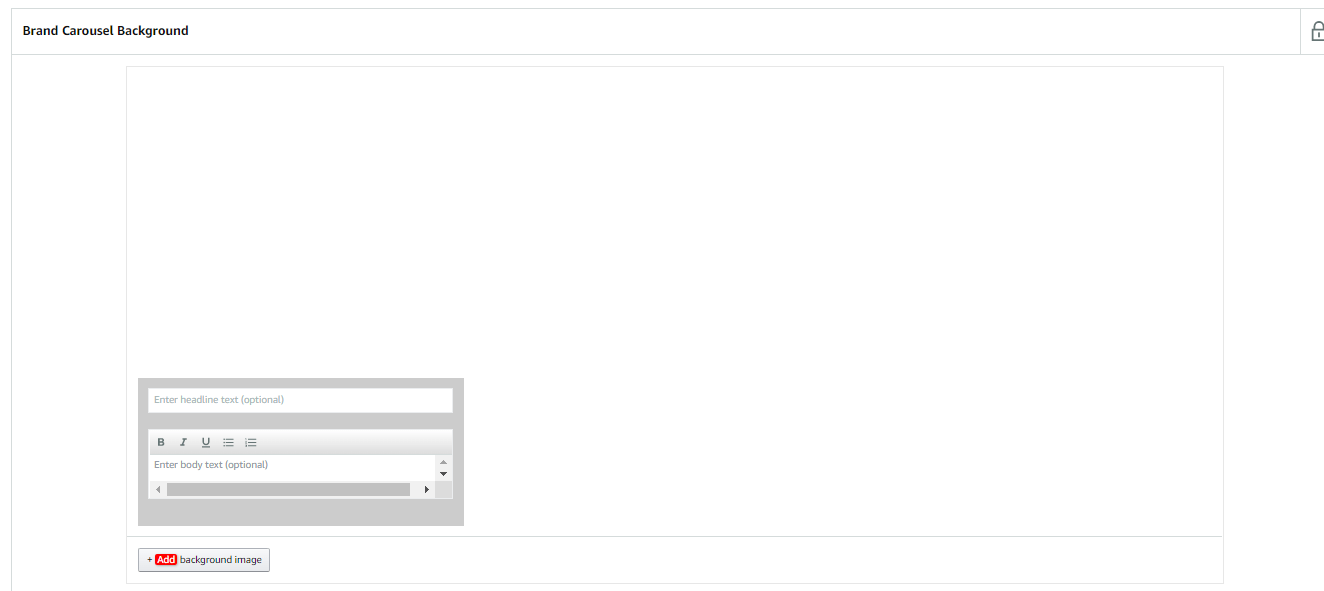 Brand Carousel Background
Enter headline text (optional)
B I U
Enter body text (optional)
+ Add background image